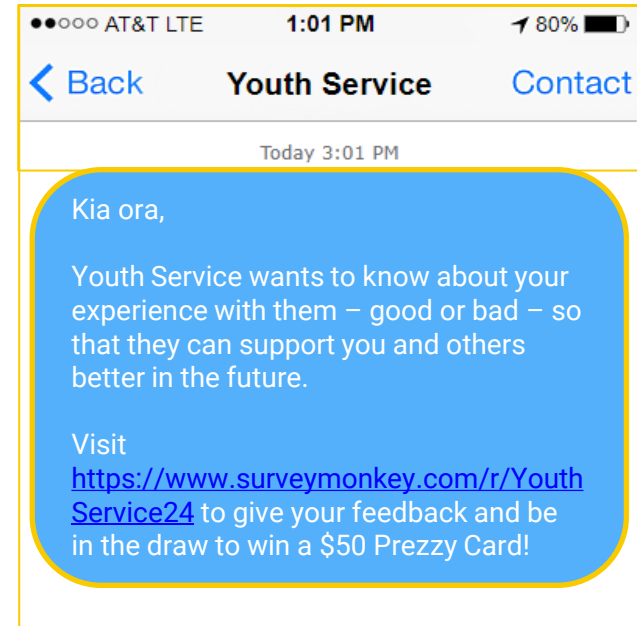 AT&T LTE 1:01 PM 80%
Back Youth Service Contact
Today 3:01 PM
Kia ora,
Youth Service wants to know about your
experience with them – good or bad – so
that they can support you and others
better in the future.
Visit
https://www.surveymonkey.com/r/Youth
Service24 to give your feedback and be
in the draw to win a $50 Prezzy Card!